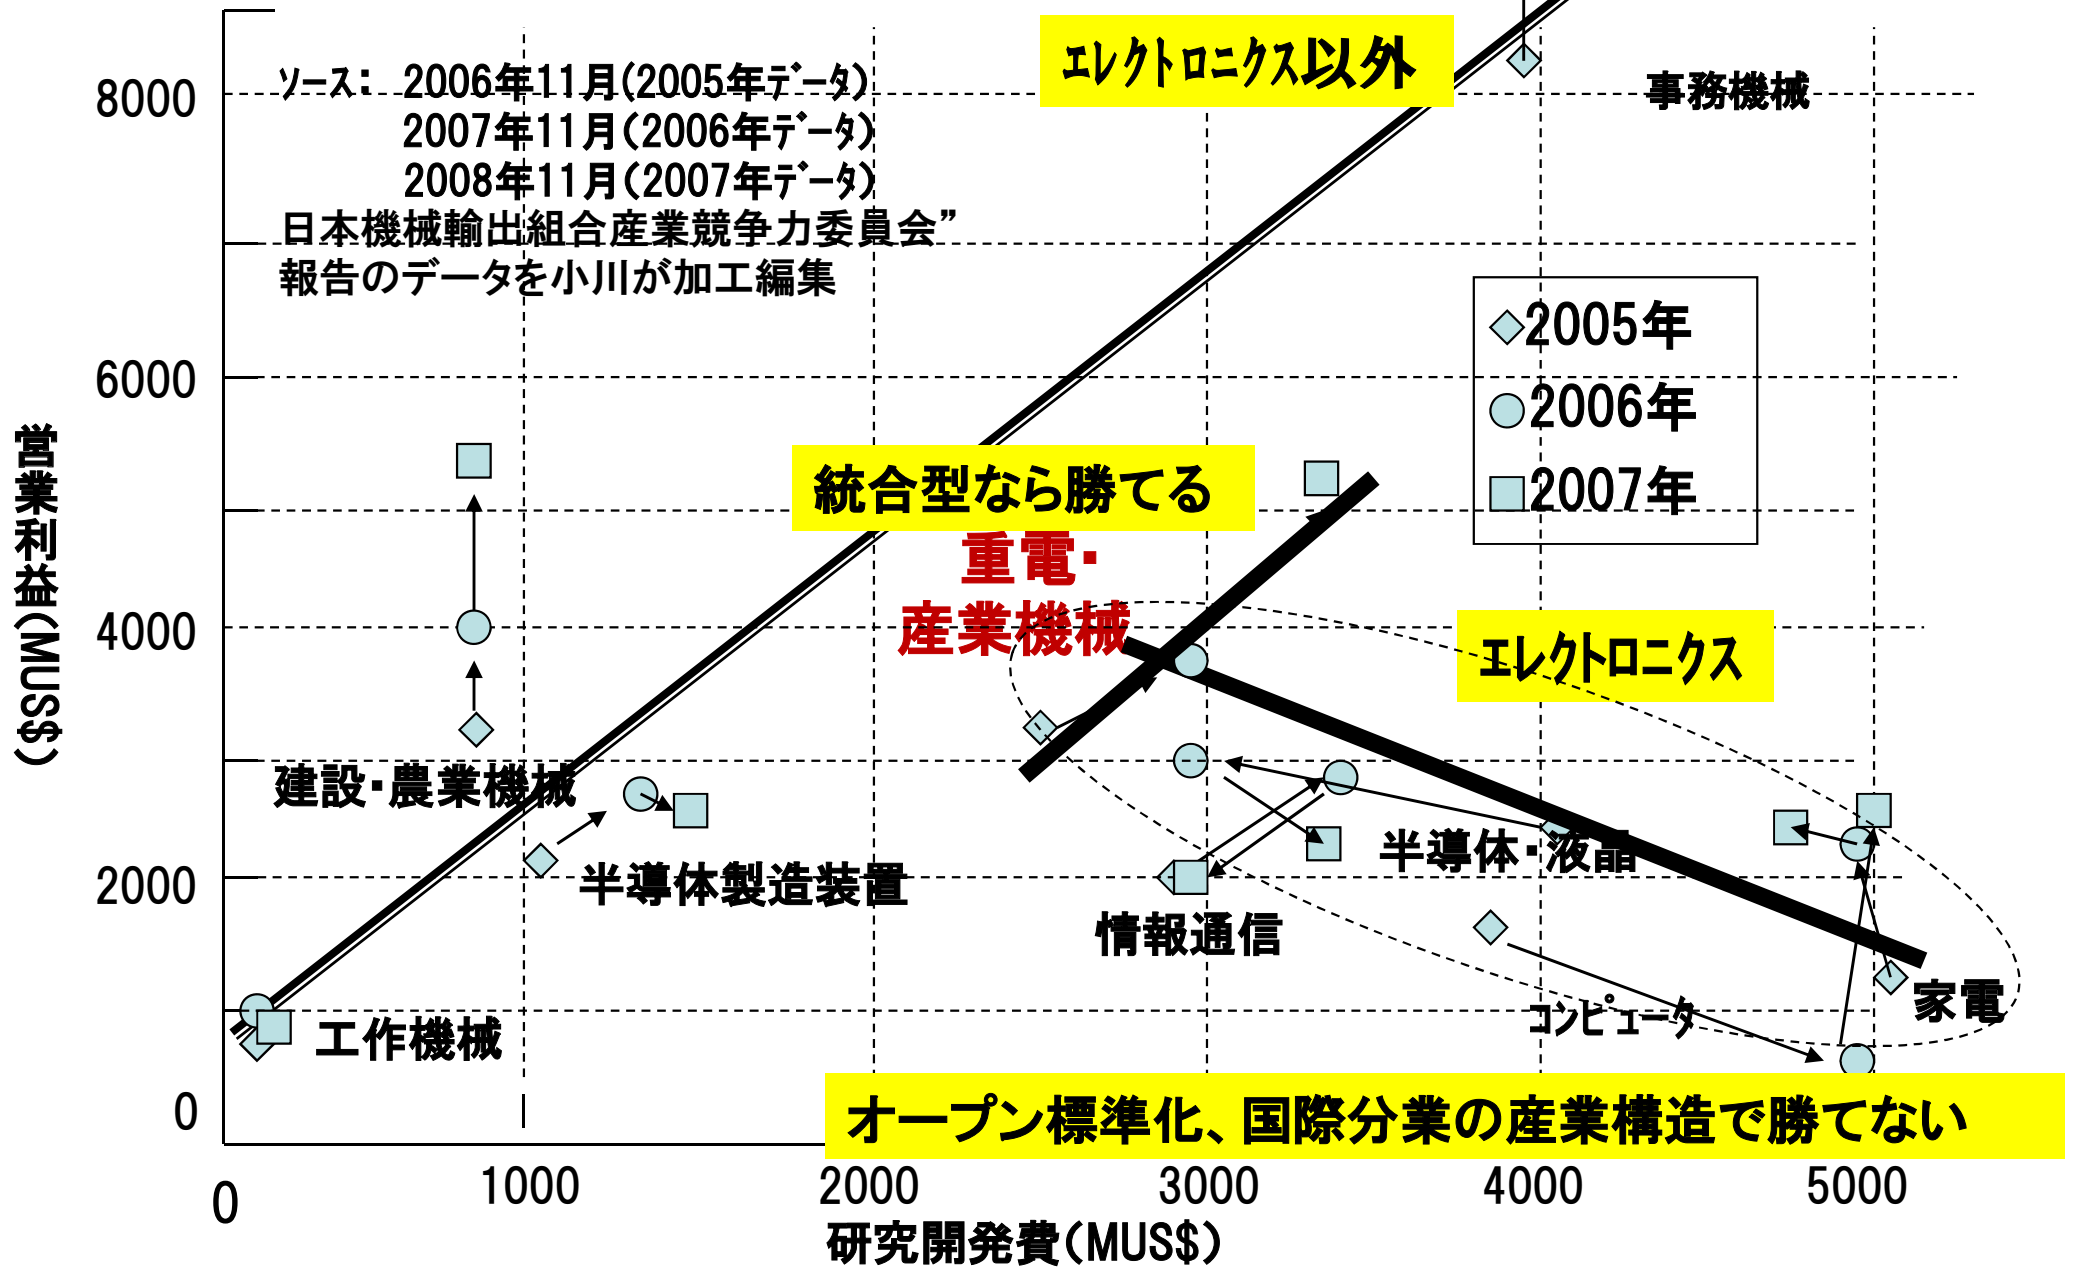 エレクトロニクス以外
ソース： 2006年11月(2005年データ)
2007年11月(2006年データ)
2008年11月(2007年データ)
日本機械輸出組合産業競争力委員会”
報告のデータを小川が加工編集
事務機械
8000
6000
4000
2000
0
営業利益(MUS$)
2005年
2006年
2007年
統合型なら勝てる
重電・
産業機械
エレクトロニクス
建設・農業機械
半導体製造装置
半導体・液晶
情報通信
コンピュータ
家電
工作機械
オープン標準化、国際分業の産業構造で勝てない
0
1000
2000
3000
4000
5000
研究開発費(MUS$)